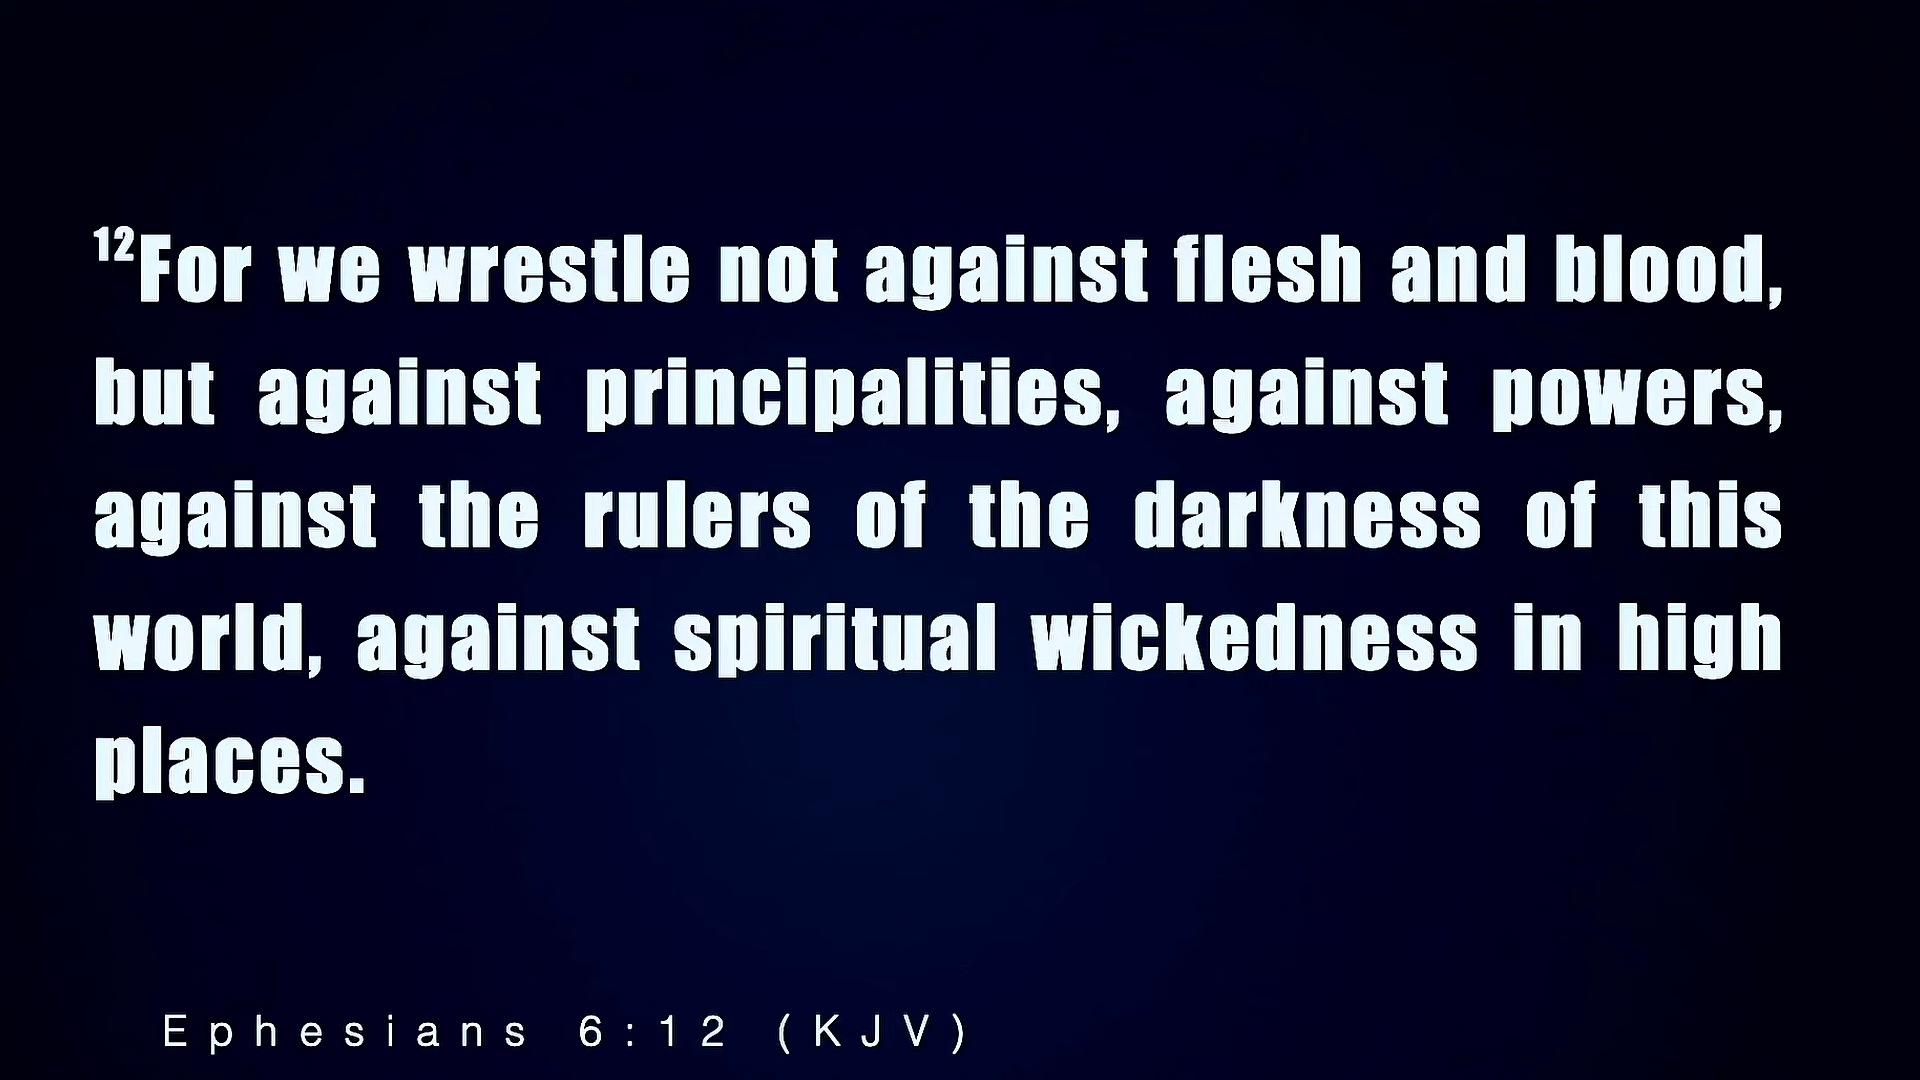 12For we wrestle not against flesh and blood,
but against principalities, against powers,
against the rulers of the darkness of this
world, against spiritual wickedness in high
places.
Ephesians 6:12 (KJV)